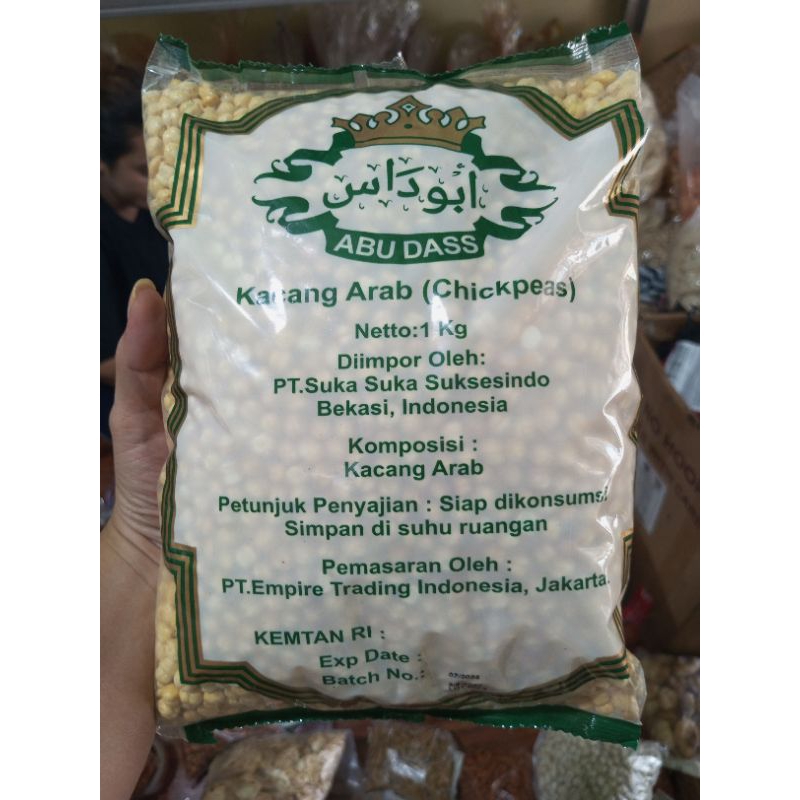 أبوداس
ABU DASS
Kacang Arab (Chickpeas)
Netto:1 Kg
Diimpor Oleh:
PT.Suka Suka Suksesindo
Bekasi, Indonesia
Komposisi :
Kacang Arab
Petunjuk Penyajian : Siap dikonsumsi
Simpan di suhu ruangan
Pemasaran Oleh :
PT.Empire Trading Indonesia, Jakarta.
KEMTAN RI :
Exp Date :
Batch No.: